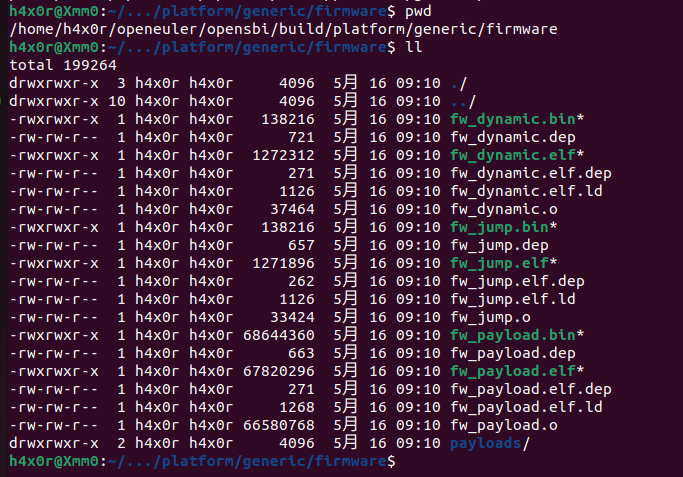 h4x0r@Xmm0:~/.../platform/generic/firmware$ pwd
/home/h4x0r/openeuler/opensbi/build/platform/generic/firmware
h4x0r@Xmm0:~/.../platform/generic/firmware$ ll
total 199264
drwxrwxr-x  3 h4x0r h4x0r     4096  5月  16 09:10 ./
drwxrwxr-x 10 h4x0r h4x0r     4096  5月  16 09:10 ../
-rwxrwxr-x  1 h4x0r h4x0r   138216  5月  16 09:10 fw_dynamic.bin*
-rw-rw-r--  1 h4x0r h4x0r      721  5月  16 09:10 fw_dynamic.dep
-rwxrwxr-x  1 h4x0r h4x0r  1272312  5月  16 09:10 fw_dynamic.elf*
-rw-rw-r--  1 h4x0r h4x0r      271  5月  16 09:10 fw_dynamic.elf.dep
-rw-rw-r--  1 h4x0r h4x0r     1126  5月  16 09:10 fw_dynamic.elf.ld
-rw-rw-r--  1 h4x0r h4x0r    37464  5月  16 09:10 fw_dynamic.o
-rwxrwxr-x  1 h4x0r h4x0r   138216  5月  16 09:10 fw_jump.bin*
-rw-rw-r--  1 h4x0r h4x0r      657  5月  16 09:10 fw_jump.dep
-rwxrwxr-x  1 h4x0r h4x0r  1271896  5月  16 09:10 fw_jump.elf*
-rw-rw-r--  1 h4x0r h4x0r      262  5月  16 09:10 fw_jump.elf.dep
-rw-rw-r--  1 h4x0r h4x0r     1126  5月  16 09:10 fw_jump.elf.ld
-rw-rw-r--  1 h4x0r h4x0r    33424  5月  16 09:10 fw_jump.o
-rwxrwxr-x  1 h4x0r h4x0r 68644360  5月  16 09:10 fw_payload.bin*
-rw-rw-r--  1 h4x0r h4x0r      663  5月  16 09:10 fw_payload.dep
-rwxrwxr-x  1 h4x0r h4x0r 67820296  5月  16 09:10 fw_payload.elf*
-rw-rw-r--  1 h4x0r h4x0r      271  5月  16 09:10 fw_payload.elf.dep
-rw-rw-r--  1 h4x0r h4x0r     1268  5月  16 09:10 fw_payload.elf.ld
-rw-rw-r--  1 h4x0r h4x0r 66580768  5月  16 09:10 fw_payload.o
drwxrwxr-x  2 h4x0r h4x0r     4096  5月  16 09:10 payloads/
h4x0r@Xmm0:~/.../platform/generic/firmware$